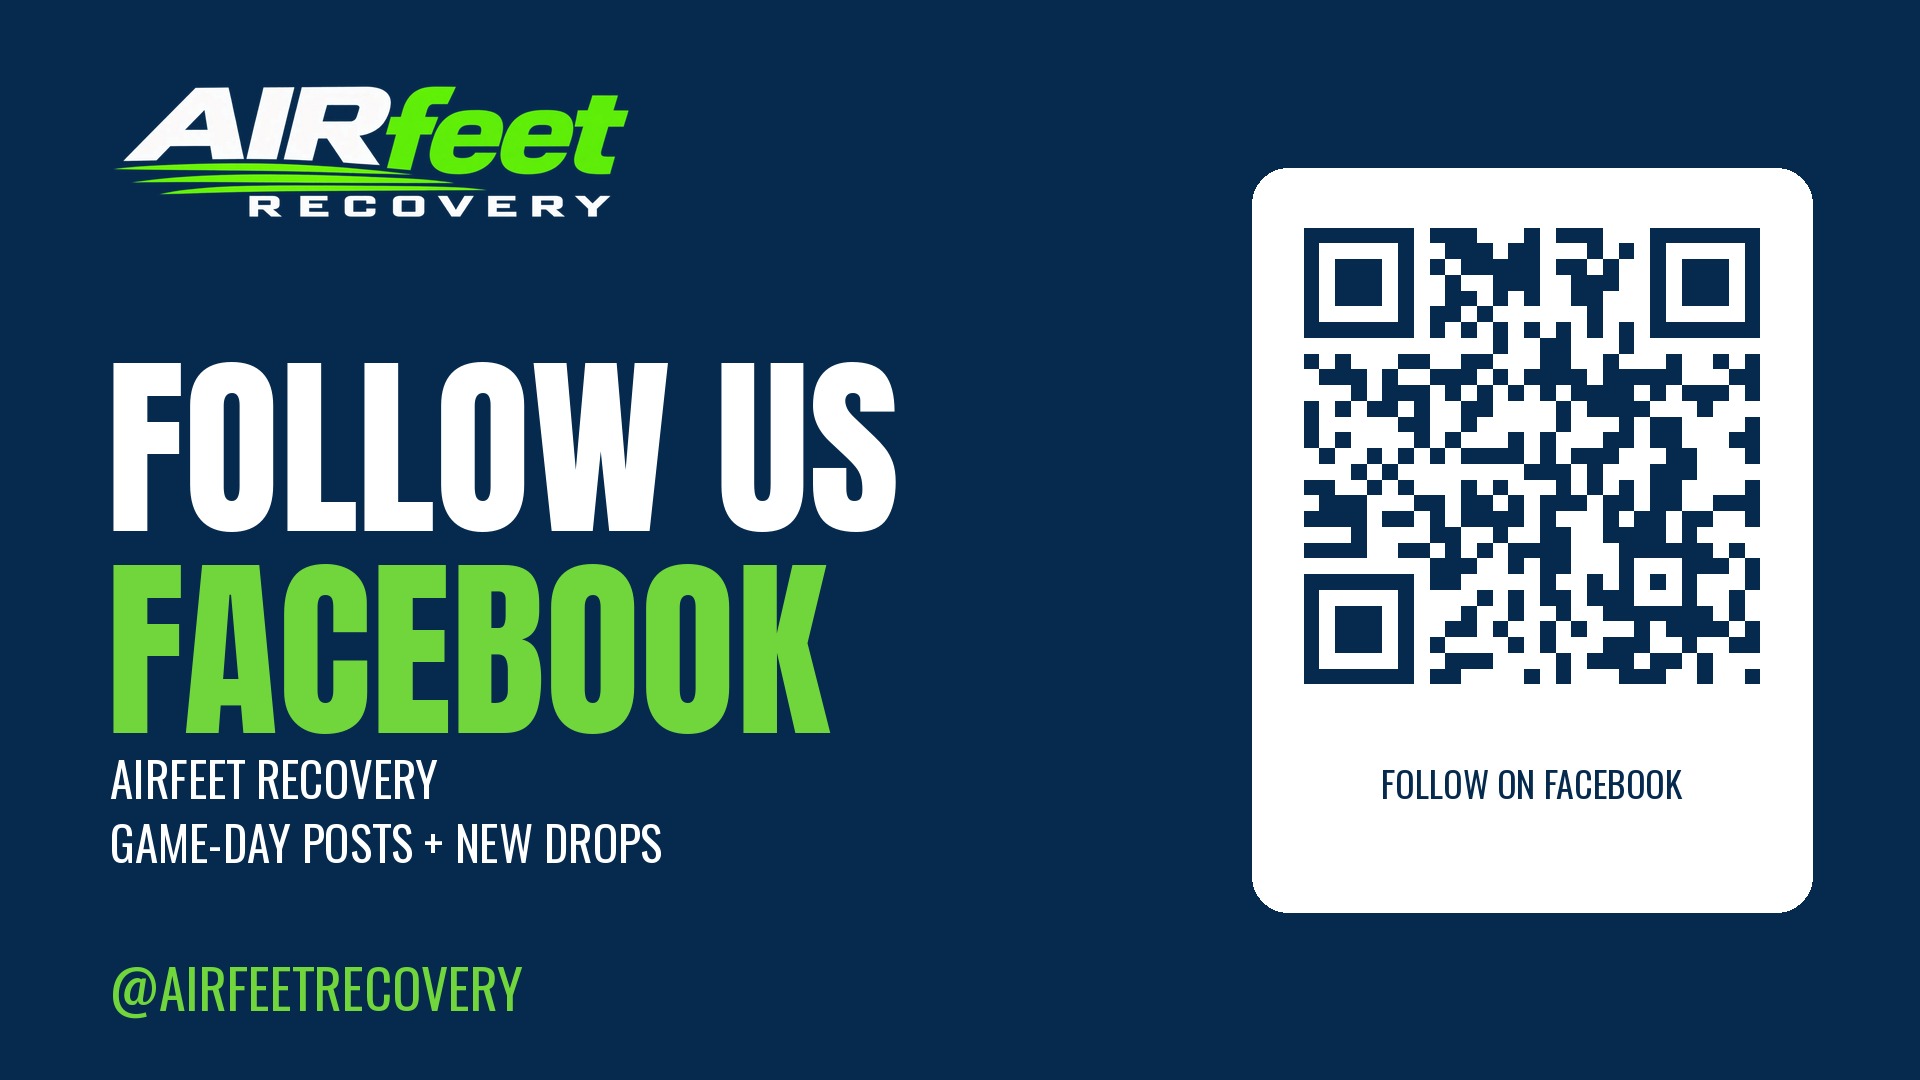 AIRfeet
RECOVERY
FOLLOW US
FACEBOOK
AIRFEET RECOVERY
GAME-DAY POSTS + NEW DROPS
@AIRFEETRECOVERY
FOLLOW ON FACEBOOK